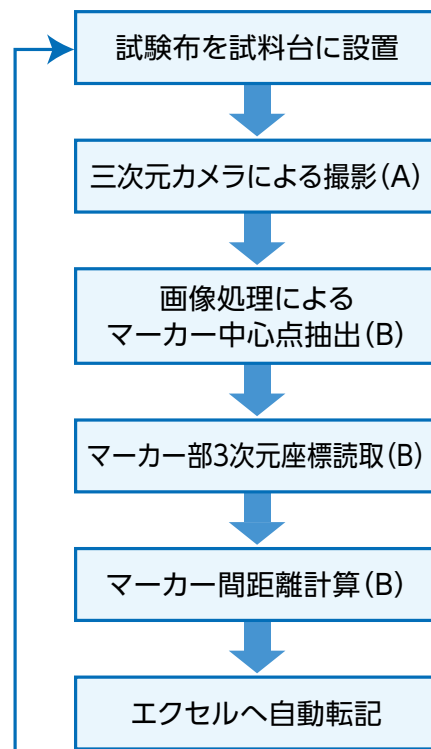 試験布を試料台に設置
三次元カメラによる撮影(A)
画像処理による
マーカー中心点抽出(B)
マーカー部3次元座標読取(B)
マーカー間距離計算(B)
エクセルへ自動転記